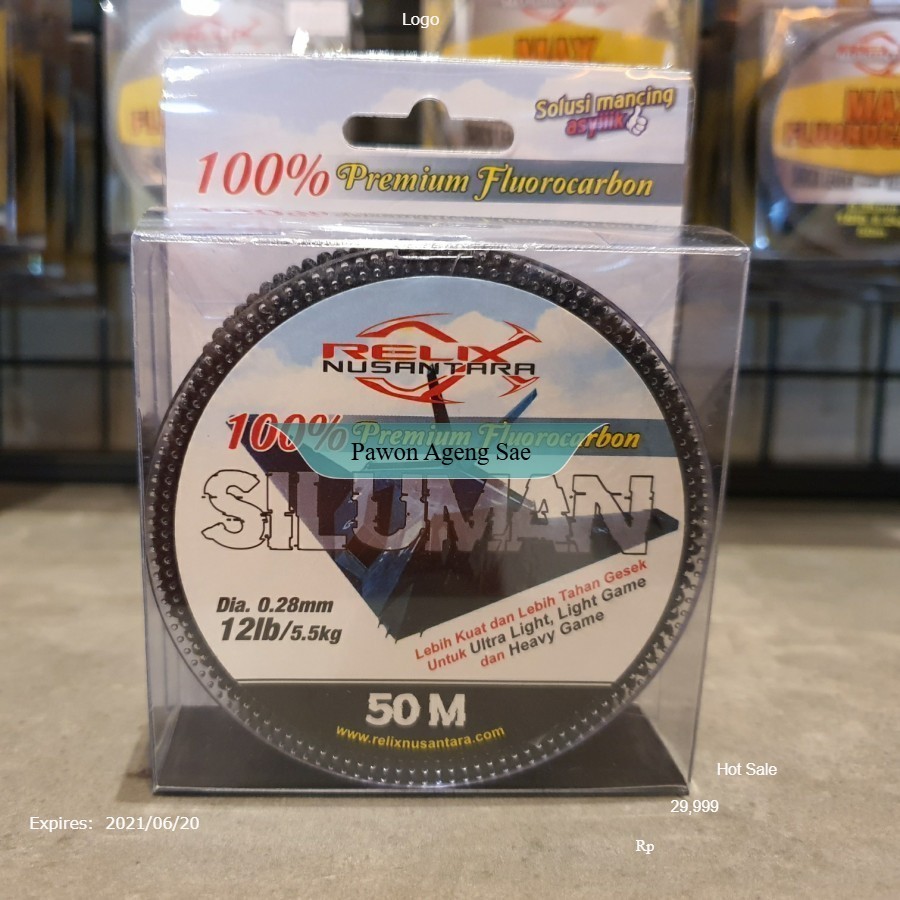 Logo
MAX
MAX
Solusi mancing
asyiiik
100% Premium Fluorocarbon
RELIX
NUSANTARA
100% Premium Fluorocarbon
Pawon Ageng Sae
SILUMAN
Dia. 0.28mm
12lb/5.5kg
Lebih Kuat dan Lebih Tahan Gesek
Untuk Ultra Light, Light Game
dan Heavy Game
50 M
www.relixnusantara.com
Hot Sale
29,999
Expires: 2021/06/20
Rp